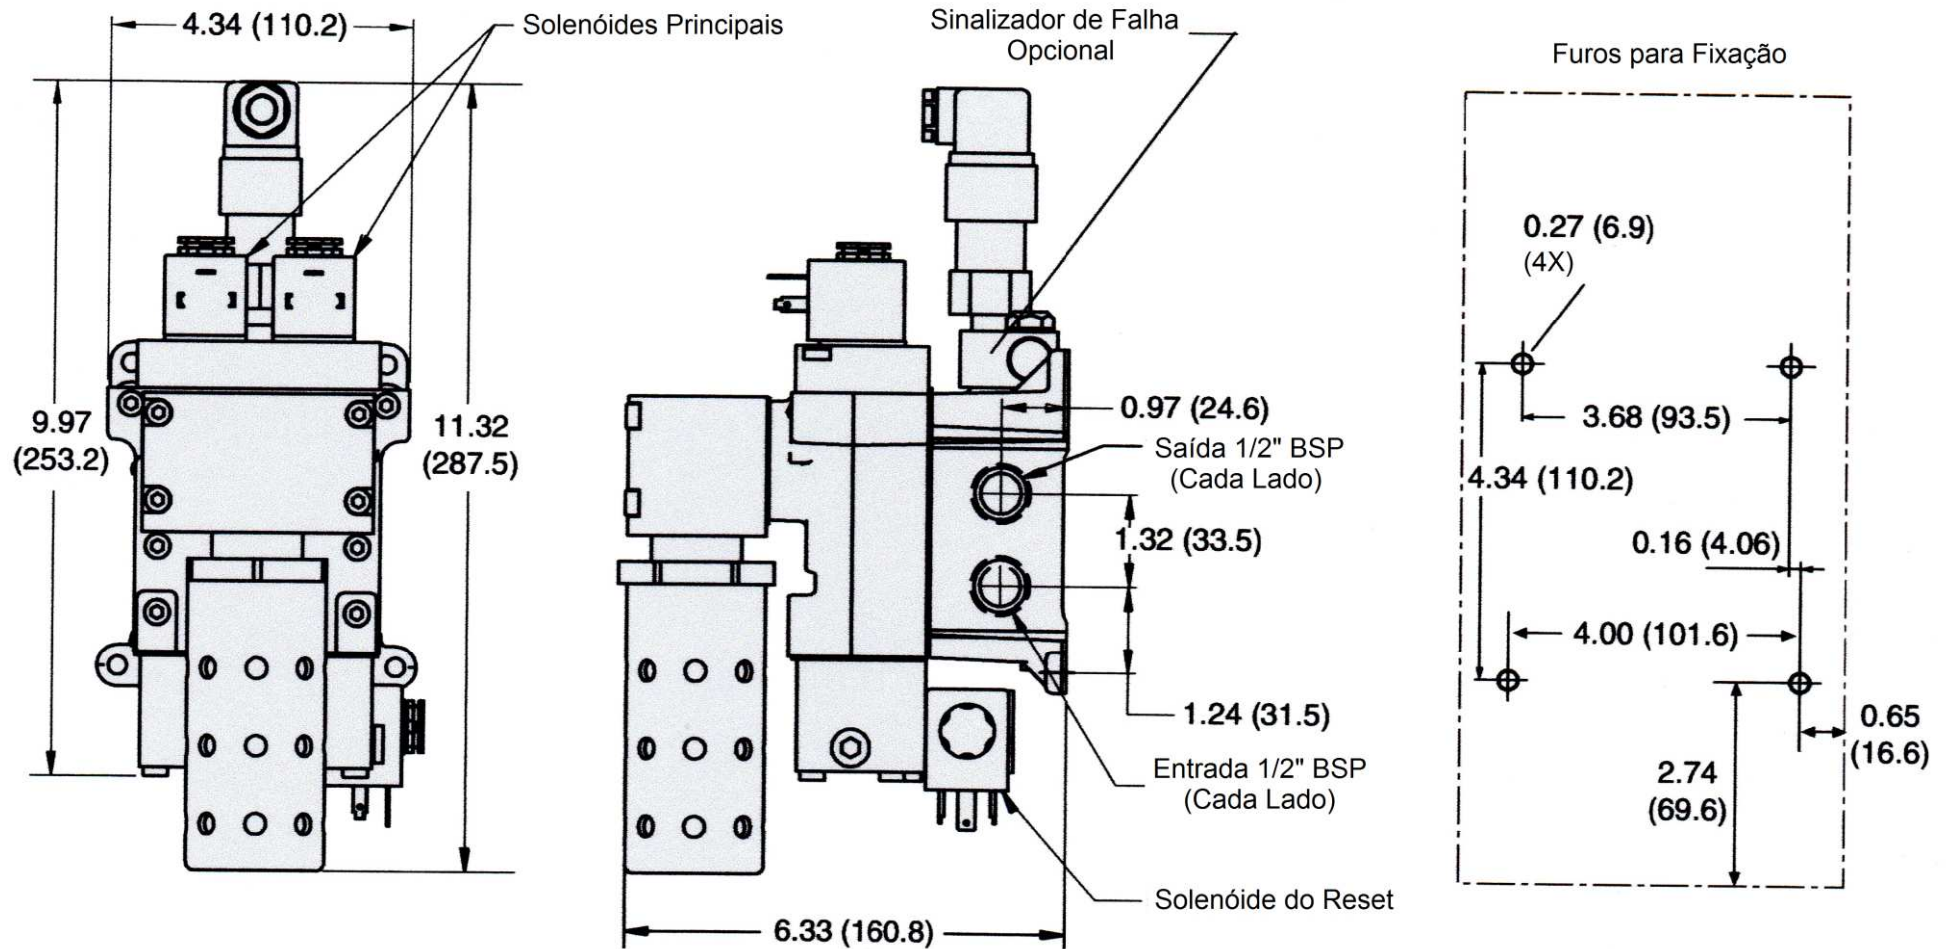 4.34 (110.2)
Solenóides Principais
9.97
(253.2)
11.32
(287.5)
Sinalizador de Falha
Opcional
0.97 (24.6)
Saída 1/2" BSP
(Cada Lado)
1.32 (33.5)
1.24 (31.5)
Entrada 1/2" BSP
(Cada Lado)
Solenóide do Reset
6.33 (160.8)
Furos para Fixação
0.27 (6.9)
(4X)
3.68 (93.5)
4.34 (110.2)
0.16 (4.06)
4.00 (101.6)
0.65
(16.6)
2.74
(69.6)